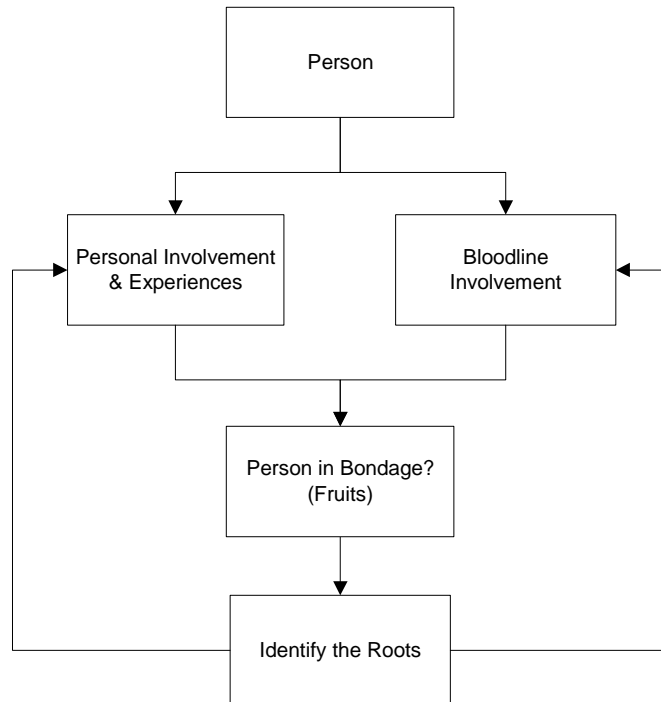 Person
Personal Involvement
& Experiences
Bloodline
Involvement
Person in Bondage?
(Fruits)
Identify the Roots